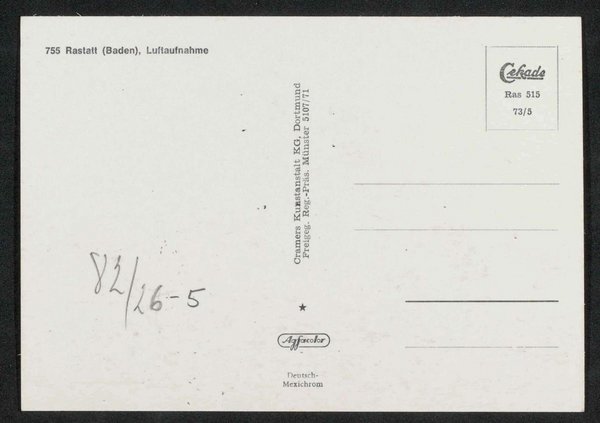 755 Rastatt (Baden), Luftaufnahme
Cekade
Ras 515
73/5
Cramers Kunstanstalt KG, Dortmund
Freigeg. Reg.-Präs. Münster 5107/71
82/26-5
Agfacolor
Deutsch-
Mexichrom